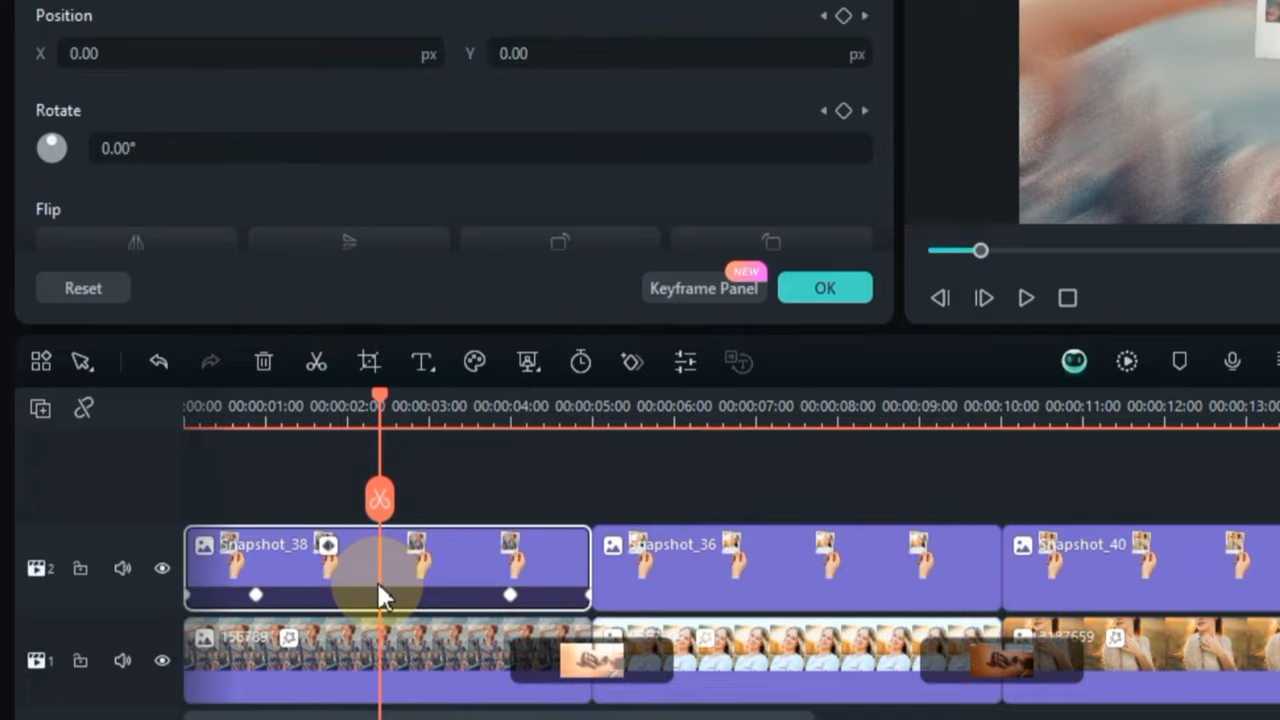 Position
X 0.00 px Y 0.00 px
Rotate
0.00°
Flip
Reset NEW Keyframe Panel OK
:00:00 00:00:01:00 00:00:02:00 00:00:03:00 00:00:04:00 00:00:05:00 00:00:06:00 00:00:07:00 00:00:08:00 00:00:09:00 00:00:10:00 00:00:11:00 00:00:12:00 00:00:13:00
Snapshot_38 Snapshot_36 Snapshot_40
2
156789
1